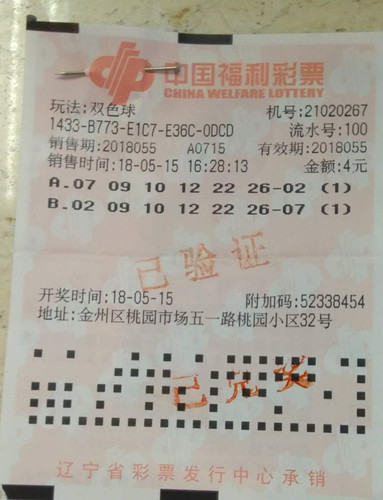 中国福利彩票
CHINA WELFARE LOTTERY
玩法:双色球 机号:21020267
1433-B773-E1C7-E36C-0DCD 流水号:100
销售期:2018055 A0715 有效期:2018055
销售时间:18-05-15 16:28:13 金额:4元
A.07 09 10 12 22 26-02 (1)
B.02 09 10 12 22 26-07 (1)
已验证
开奖时间:18-05-15 附加码:52338454
地址:金州区桃园市场五一路桃园小区32号
已兑奖
辽宁省彩票发行中心承销